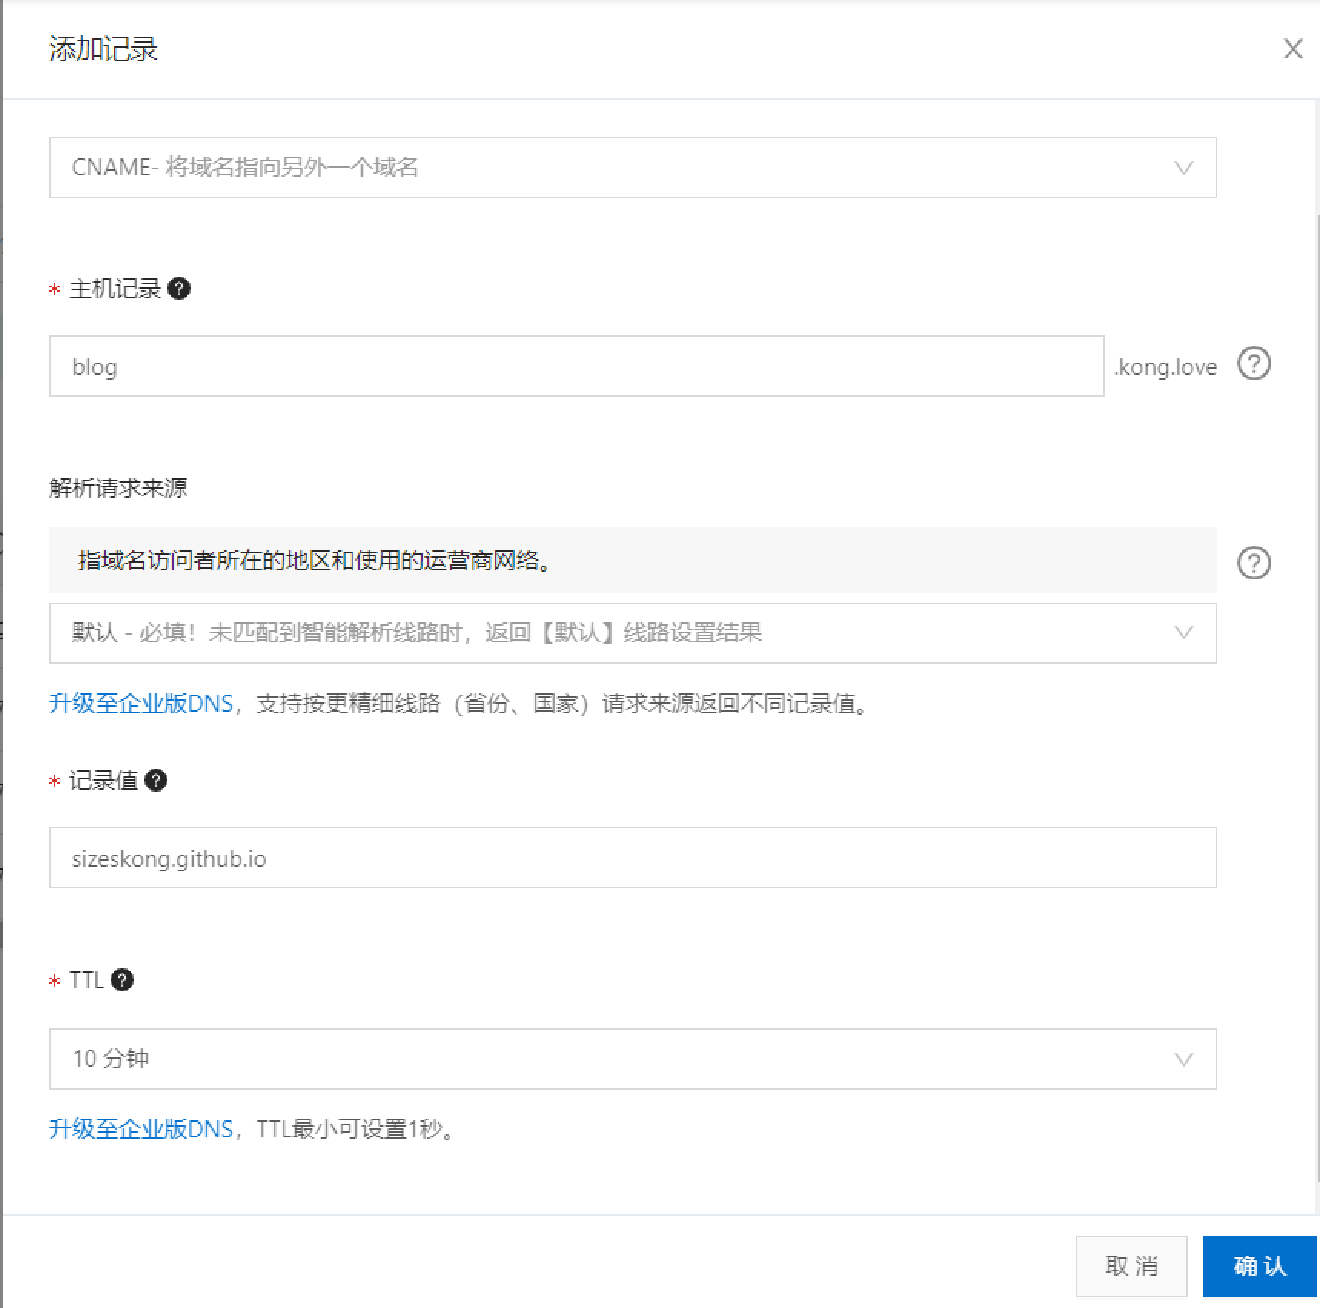 添加记录
CNAME- 将域名指向另外一个域名
* 主机记录 ?
blog .kong.love ?
解析请求来源
指域名访问者所在的地区和使用的运营商网络。 ?
默认 - 必填！未匹配到智能解析线路时，返回【默认】线路设置结果
升级至企业版DNS，支持按更精细线路（省份、国家）请求来源返回不同记录值。
* 记录值 ?
sizeskong.github.io
* TTL ?
10 分钟
升级至企业版DNS，TTL最小可设置1秒。
取 消 确 认